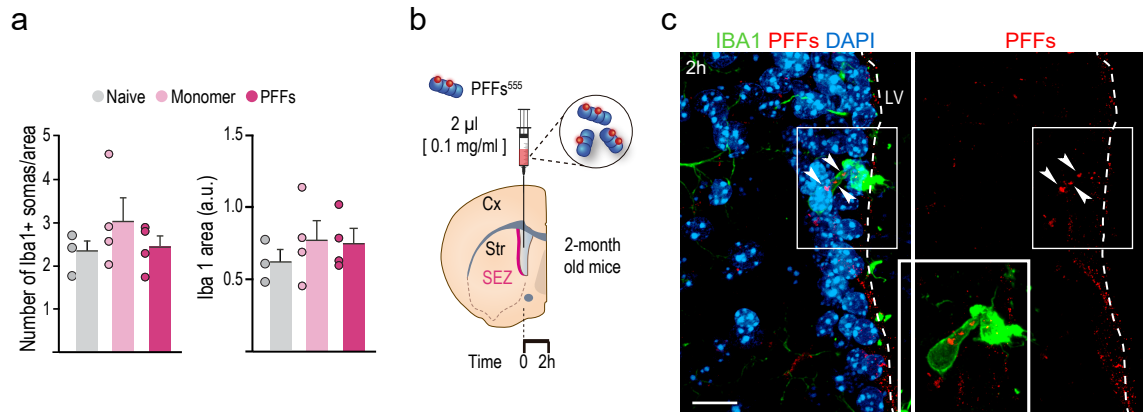 a
Naive Monomer PFFs
Number of Iba1+ somas/area
5
4
3
2
1
Iba 1 area (a.u.)
1.5
1.0
0.5
b
PFFs⁵⁵⁵
2 µl
[ 0.1 mg/ml ]
Cx
Str
SEZ
2-month
old mice
Time 0 2h
c
IBA1 PFFs DAPI
PFFs
2h
LV